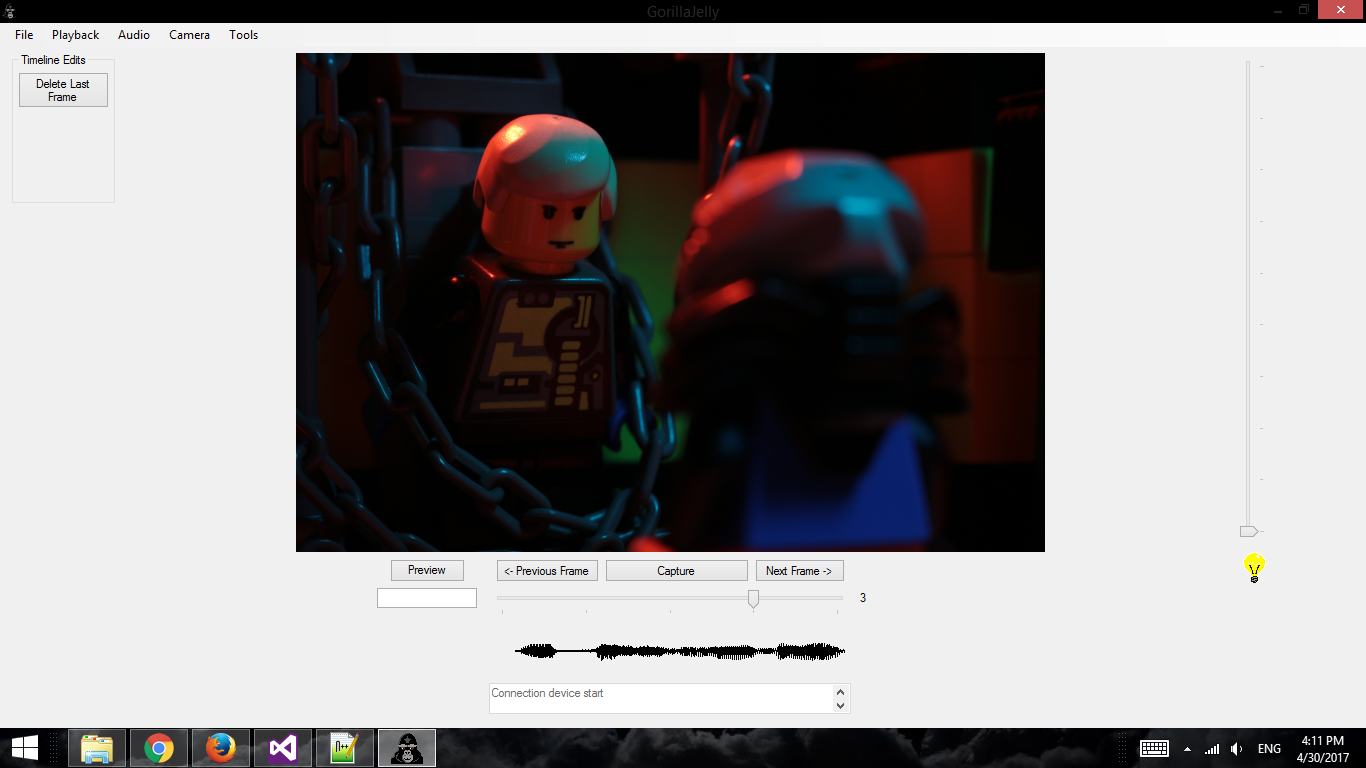 GorillaJelly
File Playback Audio Camera Tools
Timeline Edits
Delete Last
Frame
Preview <- Previous Frame Capture Next Frame ->
3
Connection device start
ENG
4:11 PM
4/30/2017